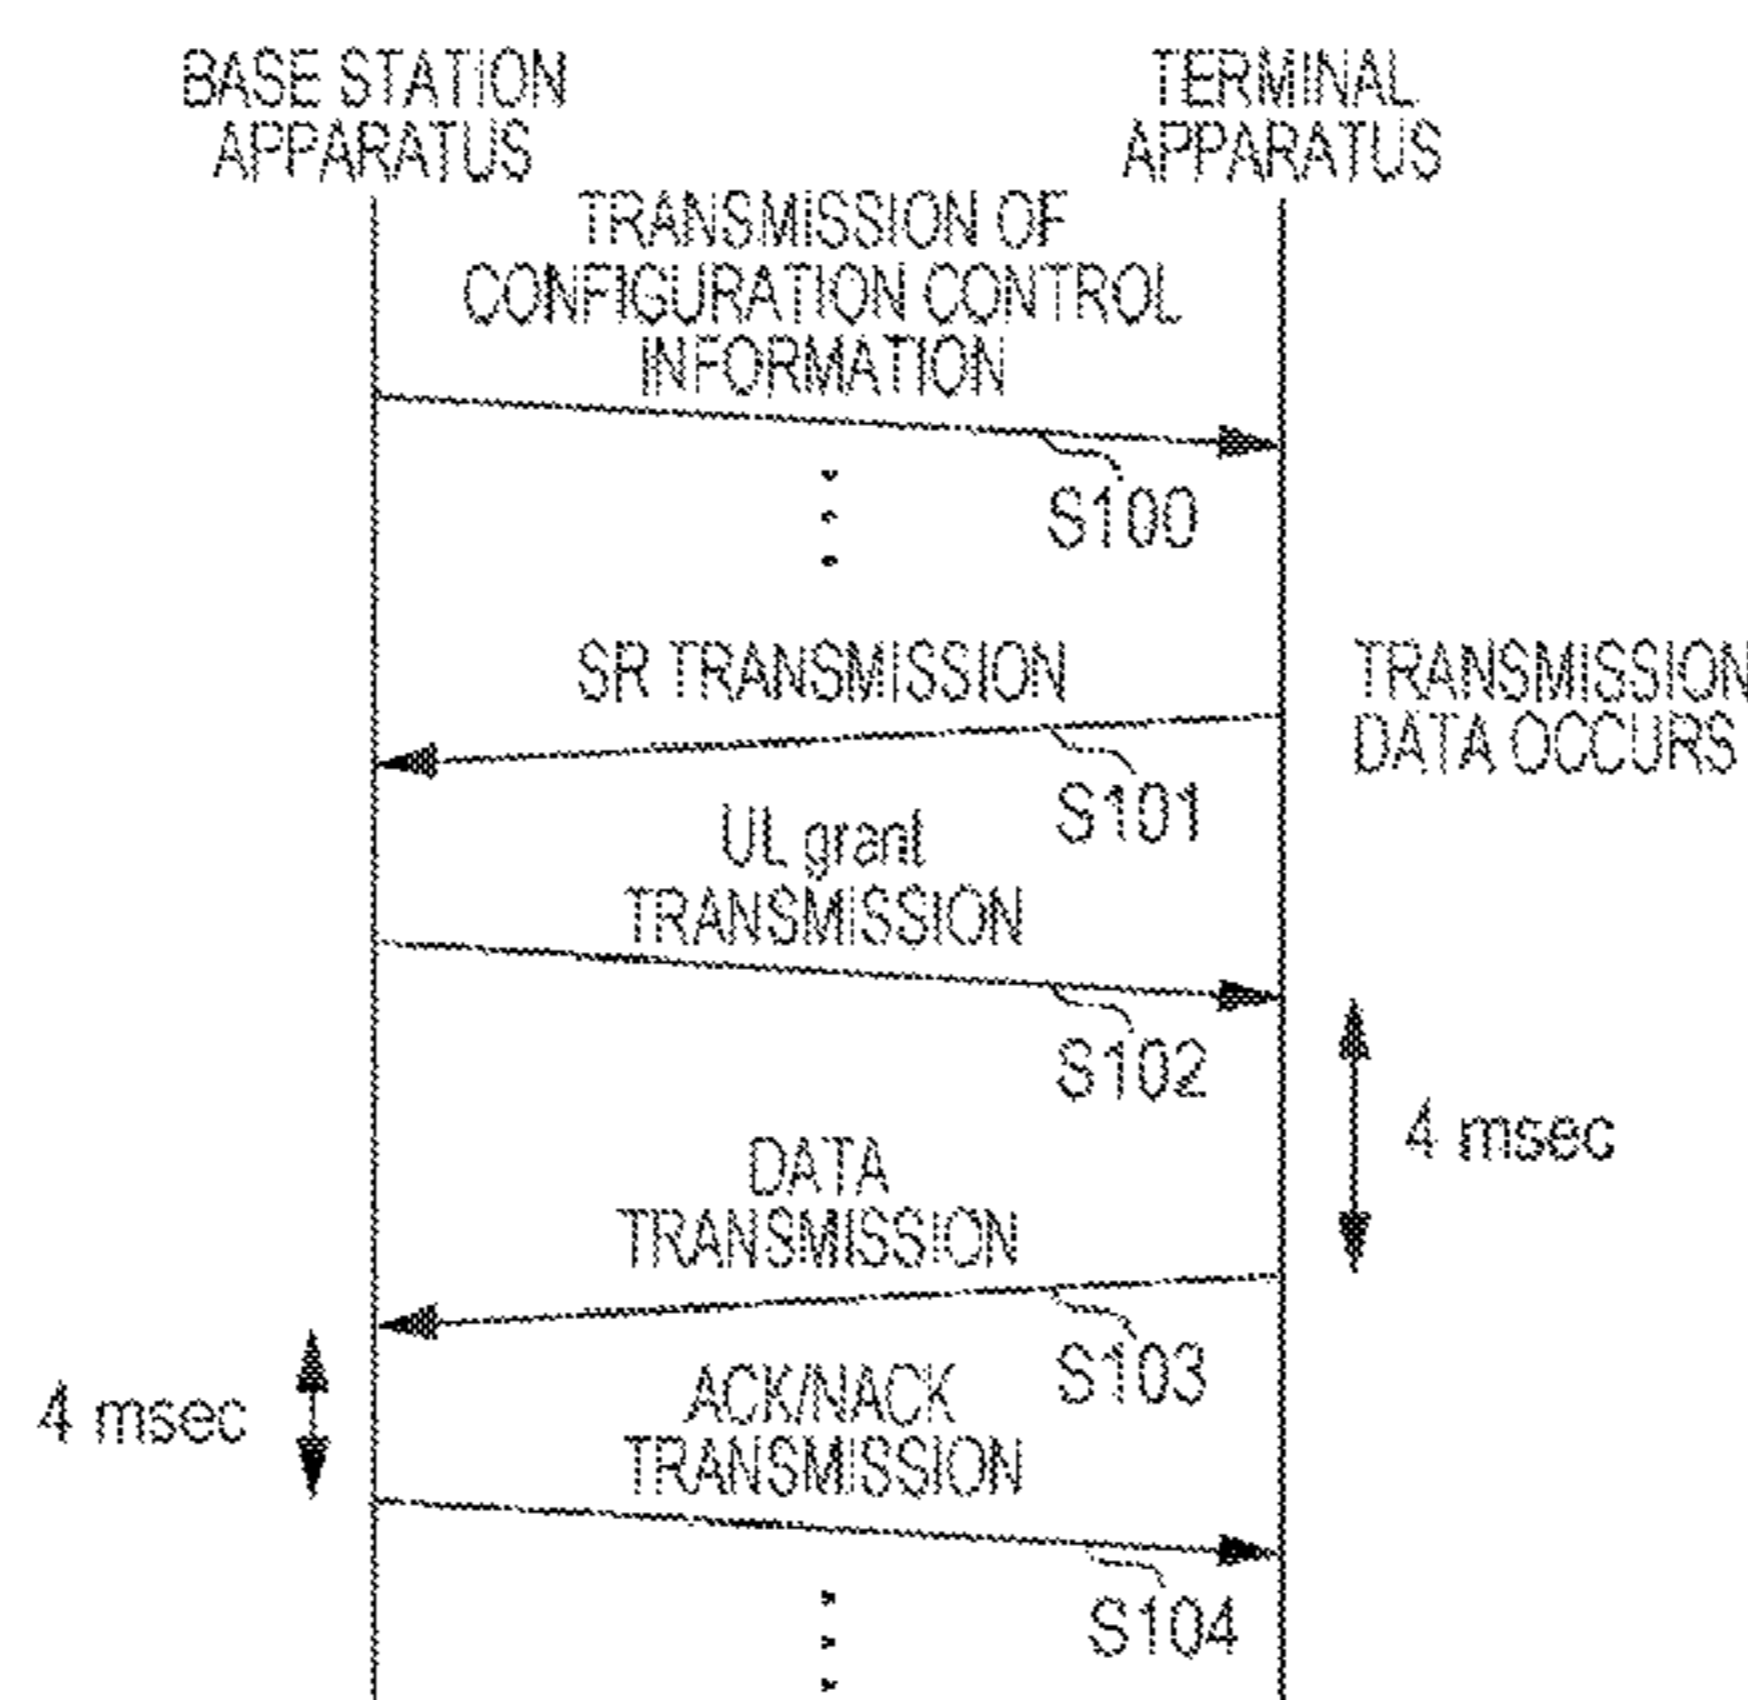 BASE STATION
APPARATUS
TERMINAL
APPARATUS
TRANSMISSION OF
CONFIGURATION CONTROL
INFORMATION
S100
SR TRANSMISSION
TRANSMISSION
DATA OCCURS
S101
UL grant
TRANSMISSION
S102
4 msec
DATA
TRANSMISSION
S103
4 msec
ACK/NACK
TRANSMISSION
S104